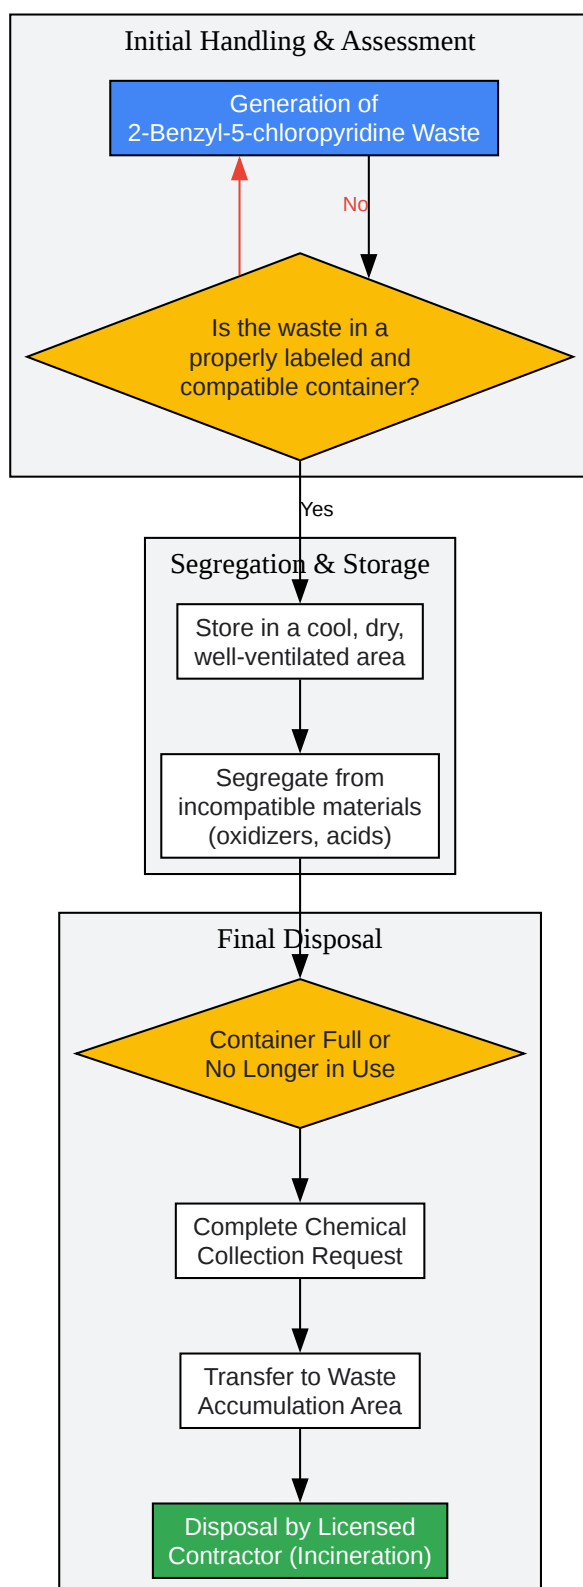 Initial Handling & Assessment
Generation of
2-Benzyl-5-chloropyridine Waste
No
Is the waste in a
properly labeled and
compatible container?
Yes
Segregation & Storage
Store in a cool, dry,
well-ventilated area
Segregate from
incompatible materials
(oxidizers, acids)
Final Disposal
Container Full or
No Longer in Use
Complete Chemical
Collection Request
Transfer to Waste
Accumulation Area
Disposal by Licensed
Contractor (Incineration)